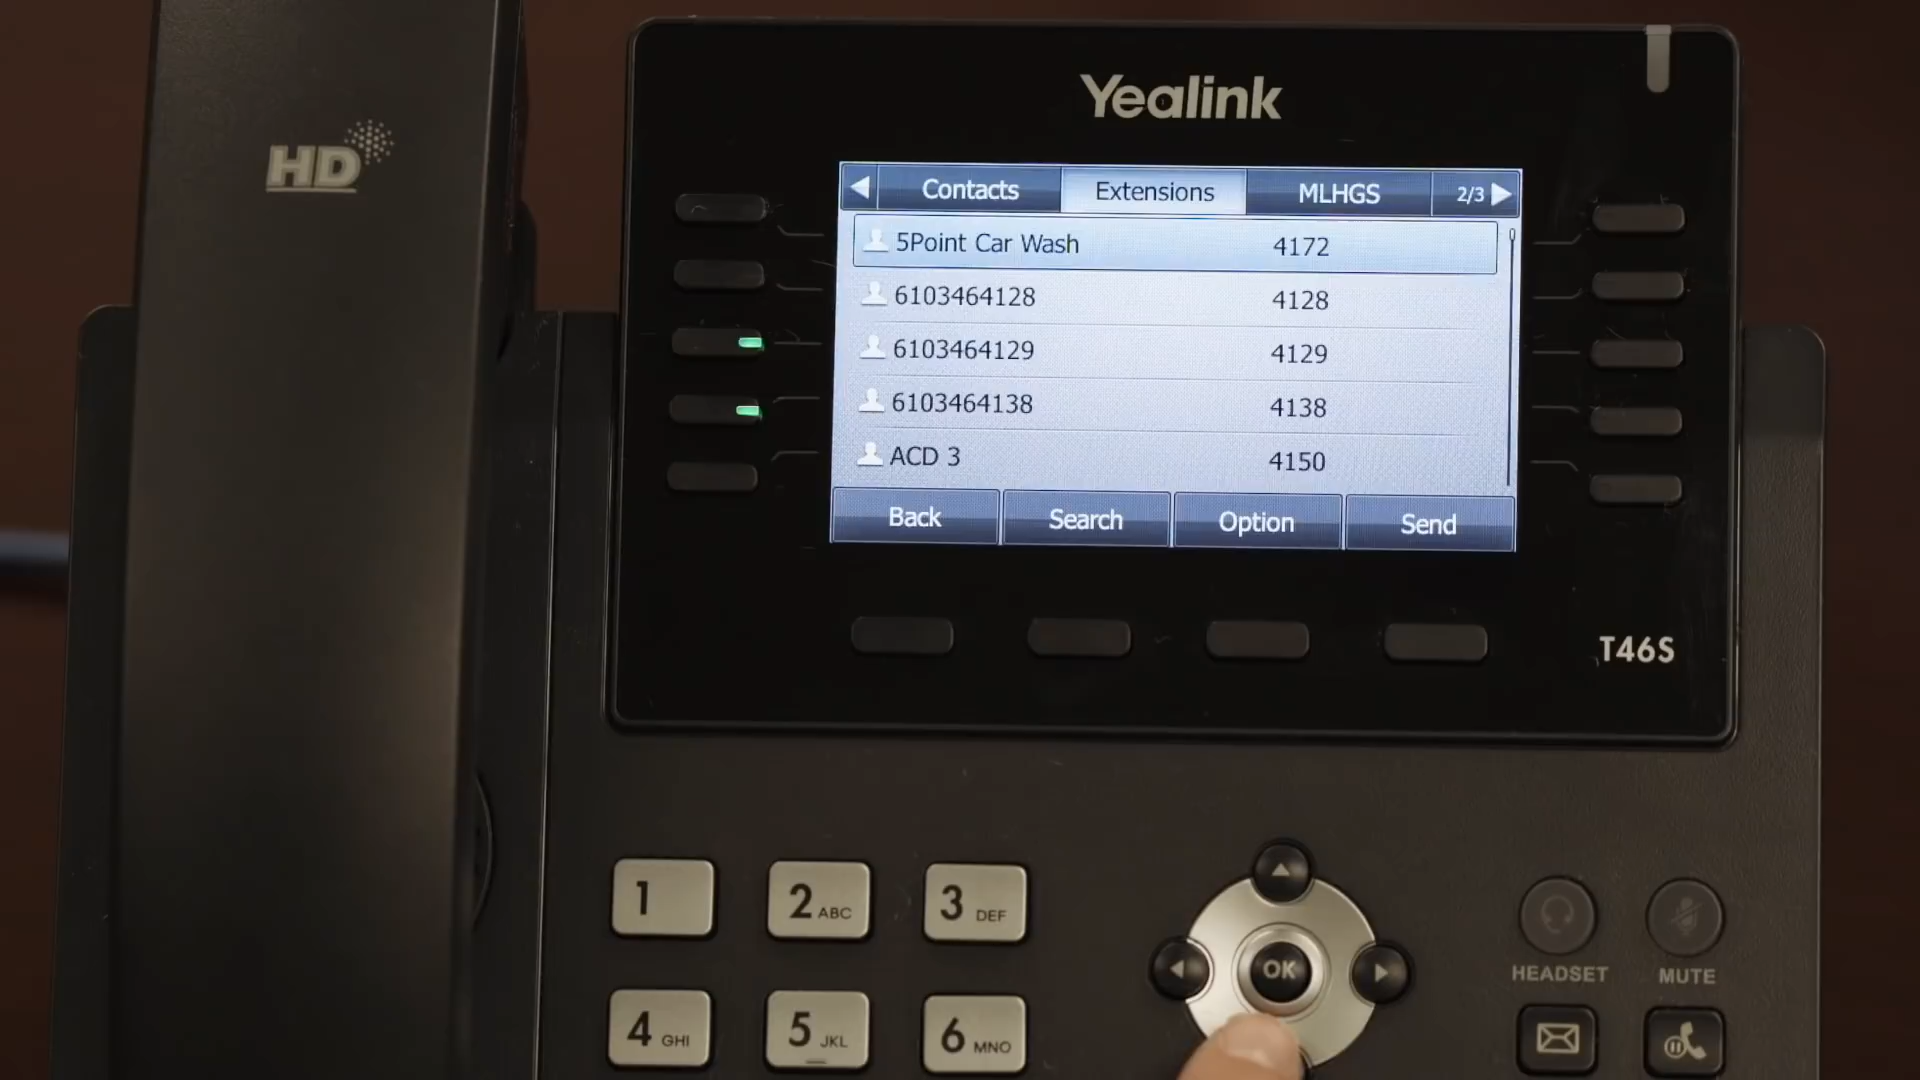 HD
Yealink
Contacts Extensions MLHGS 2/3
5Point Car Wash 4172
6103464128 4128
6103464129 4129
6103464138 4138
ACD 3 4150
Back Search Option Send
T46S
1 2 ABC 3 DEF
OK
HEADSET MUTE
4 GHI 5 JKL 6 MNO